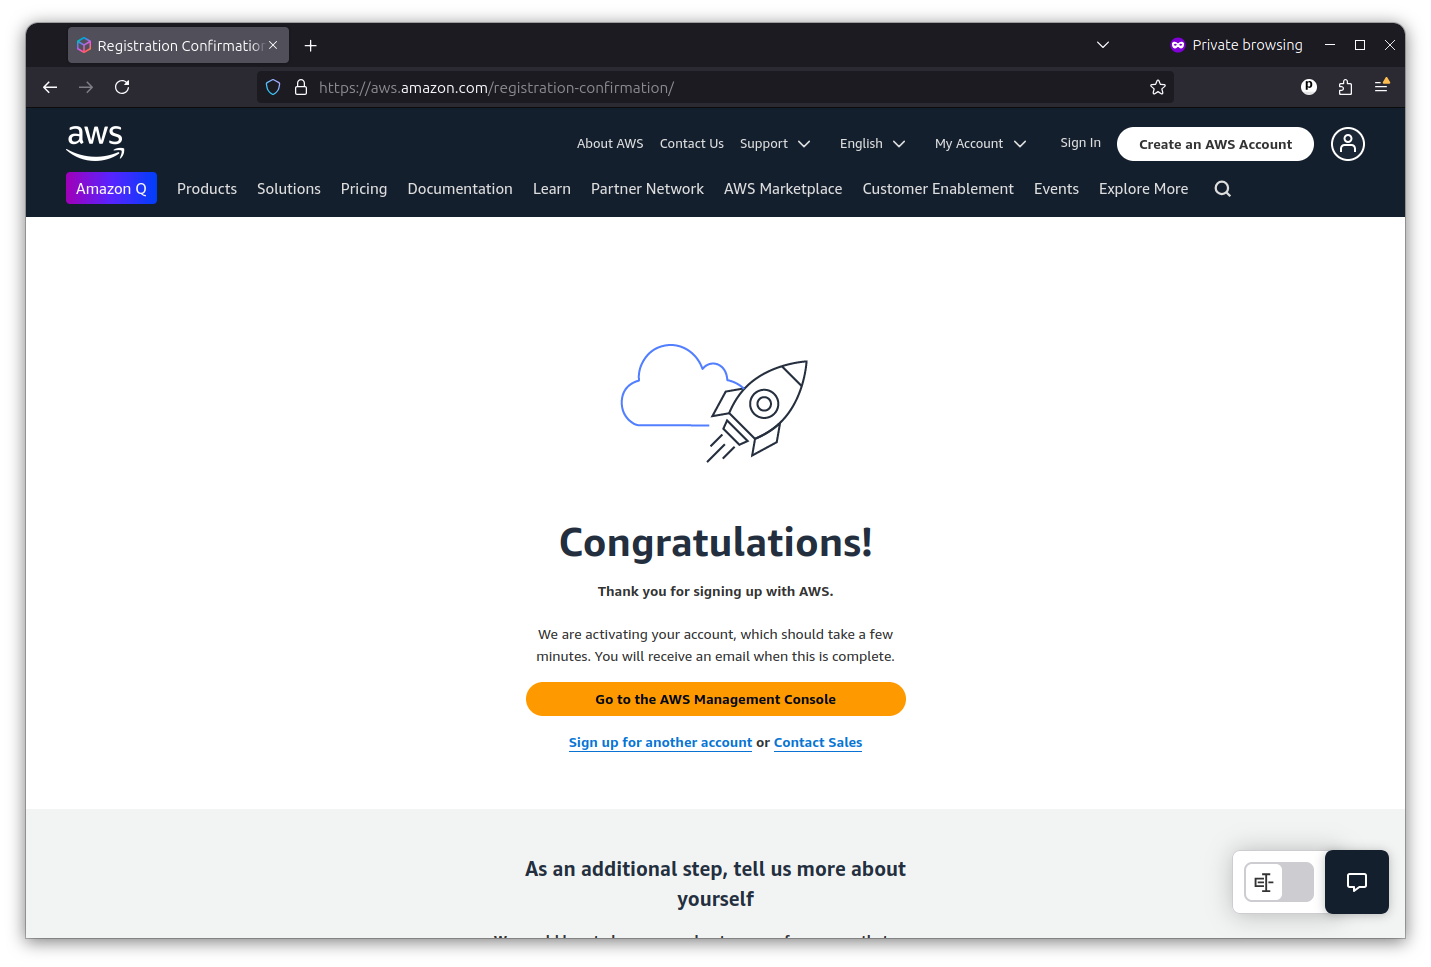 Registration Confirmatio
Private browsing
https://aws.amazon.com/registration-confirmation/
aws
About AWS Contact Us Support English My Account Sign In Create an AWS Account
Amazon Q Products Solutions Pricing Documentation Learn Partner Network AWS Marketplace Customer Enablement Events Explore More
Congratulations!
Thank you for signing up with AWS.
We are activating your account, which should take a few
minutes. You will receive an email when this is complete.
Go to the AWS Management Console
Sign up for another account or Contact Sales
As an additional step, tell us more about
yourself